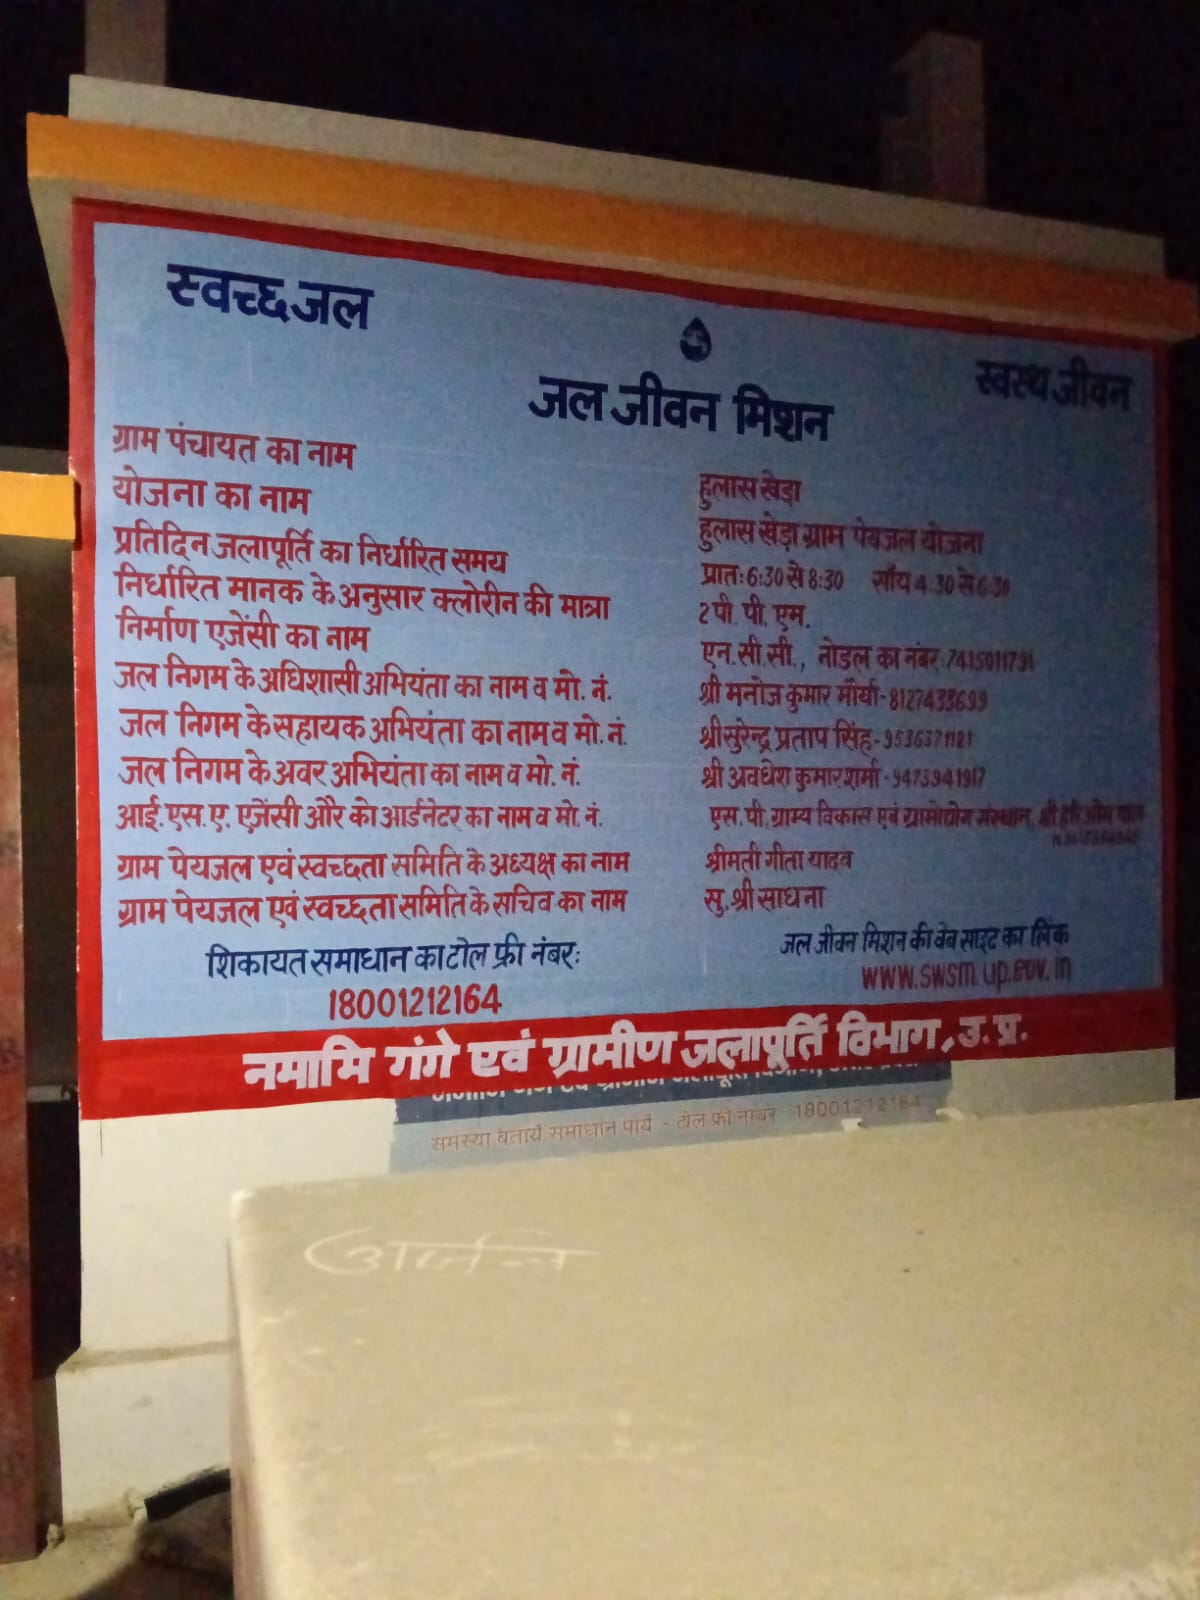 स्वच्छ जल
जल जीवन मिशन
स्वस्थ जीवन
ग्राम पंचायत का नाम हुलास खेड़ा
योजना का नाम हुलास खेड़ा ग्राम पेयजल योजना
प्रतिदिन जलापूर्ति का निर्धारित समय प्रातः 6:30 से 8:30 साँय 4.30 से 6:30
निर्धारित मानक के अनुसार क्लोरीन की मात्रा 2 पी. पी. एम.
निर्माण एजेंसी का नाम एन.सी.सी., नोडल का नंबर:7415011791
जल निगम के अधिशासी अभियंता का नाम व मो. नं. श्री मनोज कुमार मौर्या-8127433699
जल निगम के सहायक अभियंता का नाम व मो. नं. श्री सुरेन्द्र प्रताप सिंह-9536371121
जल निगम के अवर अभियंता का नाम व मो. नं. श्री अवधेश कुमार शर्मा-9473941917
आई.एस.ए. एजेंसी और को आर्डनेटर का नाम व मो. नं. एस.पी. ग्राम्य विकास एवं ग्रामोद्योग संस्थान, श्री हरि ओम
ग्राम पेयजल एवं स्वच्छता समिति के अध्यक्ष का नाम श्रीमती गीता यादव
ग्राम पेयजल एवं स्वच्छता समिति के सचिव का नाम सु.श्री साधना
शिकायत समाधान का टोल फ्री नंबर:
18001212164
जल जीवन मिशन की वेब साइट का लिंक
www.swsm.up.gov.in
नमामि गंगे एवं ग्रामीण जलापूर्ति विभाग, उ.प्र.
समस्या बतायें समाधान पायें - टोल फ्री नम्बर 18001212164